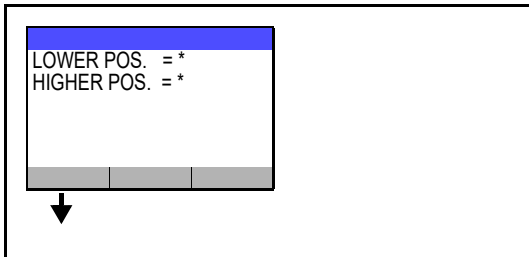 LOWER POS. = *
HIGHER POS. = *